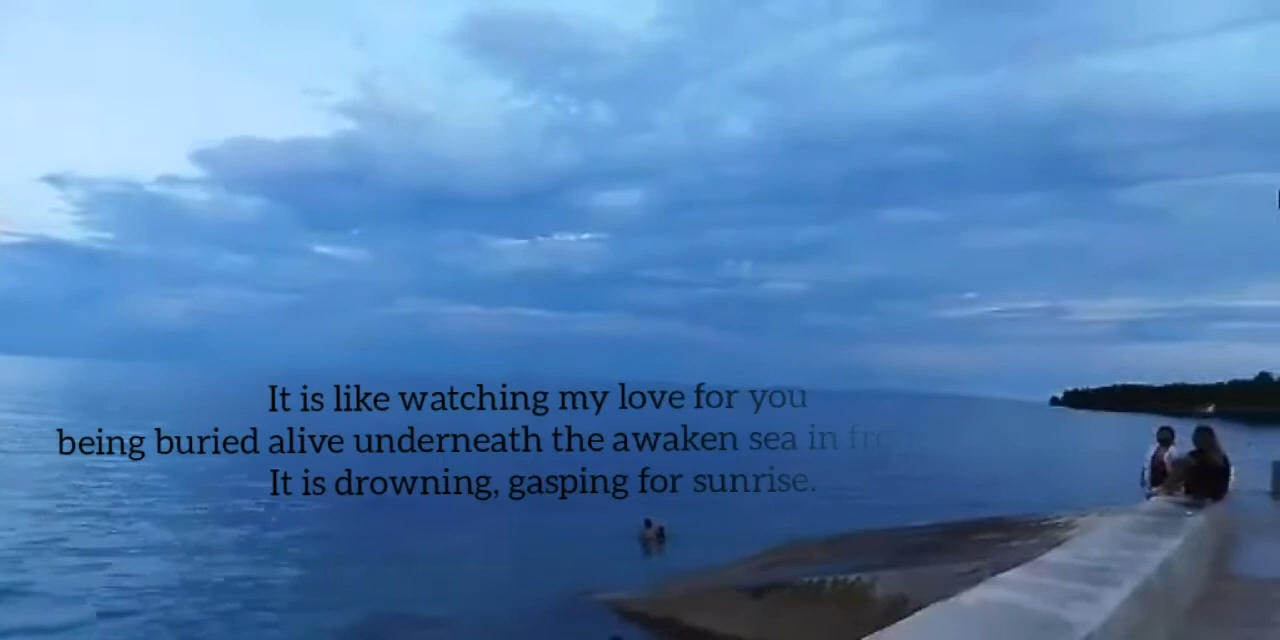 It is like watching my love for you
being buried alive underneath the awaken sea in
It is drowning, gasping for sunrise.